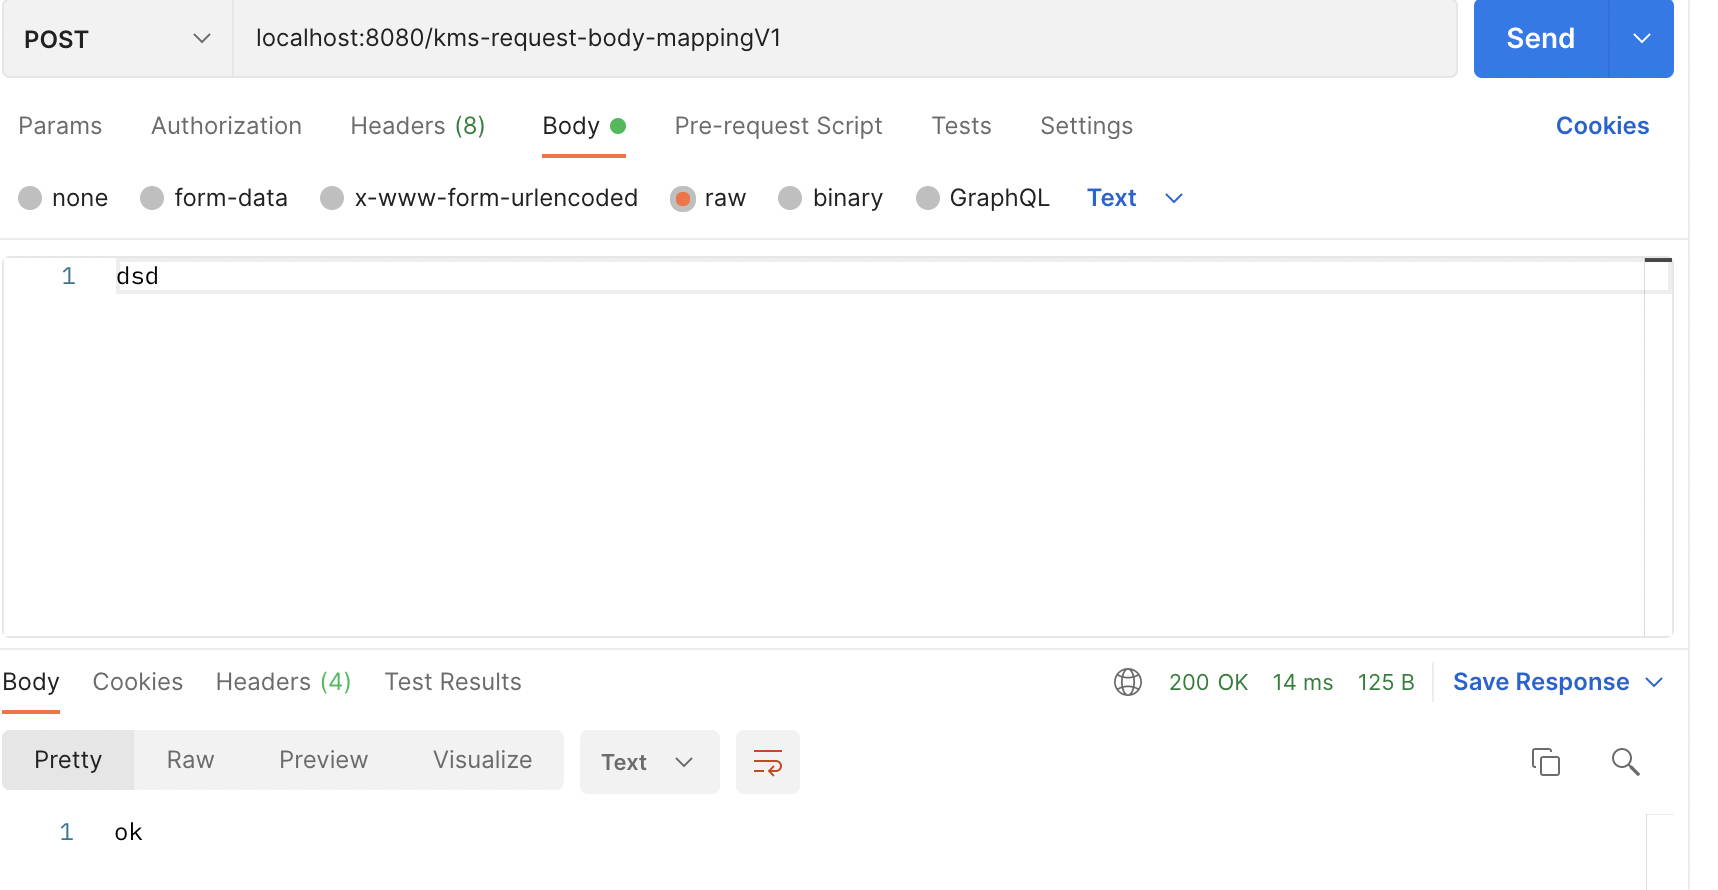 POST localhost:8080/kms-request-body-mappingV1 Send
Params Authorization Headers (8) Body Pre-request Script Tests Settings Cookies
none form-data x-www-form-urlencoded raw binary GraphQL Text
1 dsd
Body Cookies Headers (4) Test Results 200 OK 14 ms 125 B Save Response
Pretty Raw Preview Visualize Text
1 ok